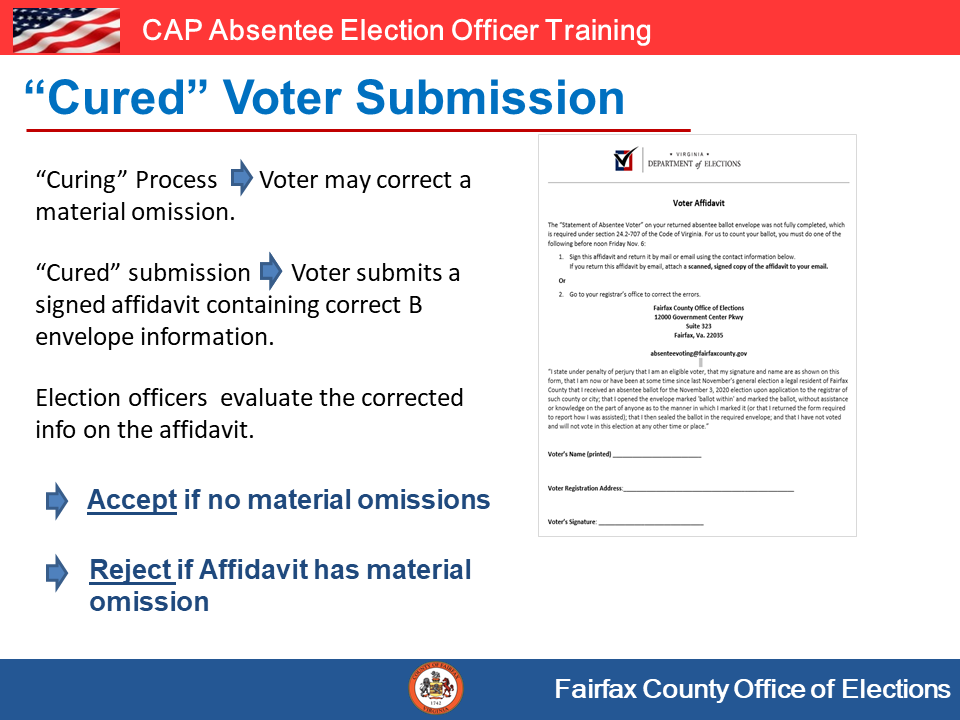 CAP Absentee Election Officer Training
“Cured” Voter Submission
“Curing” Process Voter may correct a
material omission.
“Cured” submission Voter submits a
signed affidavit containing correct B
envelope information.
Election officers evaluate the corrected
info on the affidavit.
Accept if no material omissions
Reject if Affidavit has material
omission
VIRGINIA
DEPARTMENT of ELECTIONS
Voter Affidavit
The "Statement of Absentee Voter" on your returned absentee ballot envelope was not fully completed, which
is required under section 24.2-707 of the Code of Virginia. For us to count your ballot, you must do one of the
following before noon Friday Nov. 6:
1. Sign this affidavit and return it by mail or email using the contact information below.
If you return this affidavit by email, attach a scanned, signed copy of the affidavit to your email.
Or
2. Go to your registrar's office to correct the errors.
Fairfax County Office of Elections
12000 Government Center Pkwy
Suite 323
Fairfax, Va. 22035
absenteevoting@fairfaxcounty.gov
"I state under penalty of perjury that I am an eligible voter, that my signature and name are as shown on this
form, that I am now or have been at some time since last November's general election a legal resident of Fairfax
County that I received an absentee ballot for the November 3, 2020 election upon application to the registrar of
such county or city; that I opened the envelope marked 'ballot within' and marked the ballot, without assistance
or knowledge on the part of anyone as to the manner in which I marked it (or that I returned the form required
to report how I was assisted); that I then sealed the ballot in the required envelope; and that I have not voted
and will not vote in this election at any other time or place."
Voter's Name (printed) ____________________
Voter Registration Address:____________________
Voter's Signature: ____________________
COUNTY OF FAIRFAX
VIRGINIA
1742
Fairfax County Office of Elections